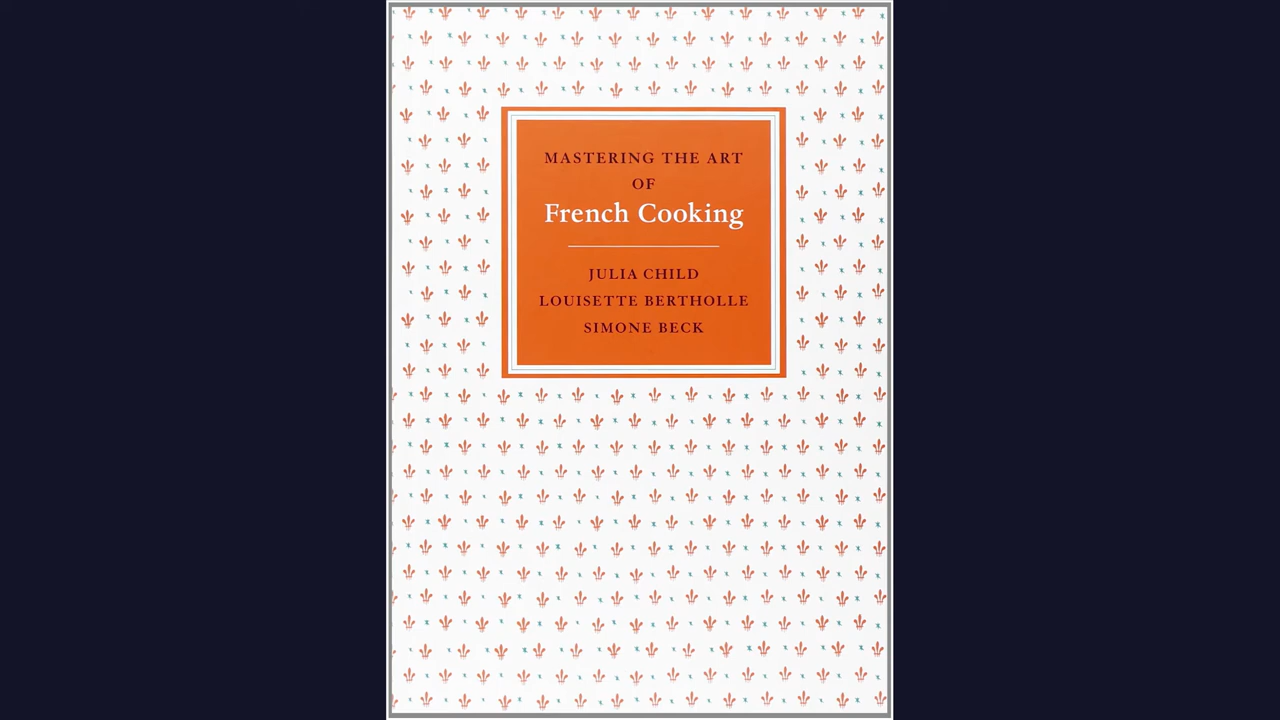 MASTERING THE ART
OF
French Cooking
JULIA CHILD
LOUISETTE BERTHOLLE
SIMONE BECK